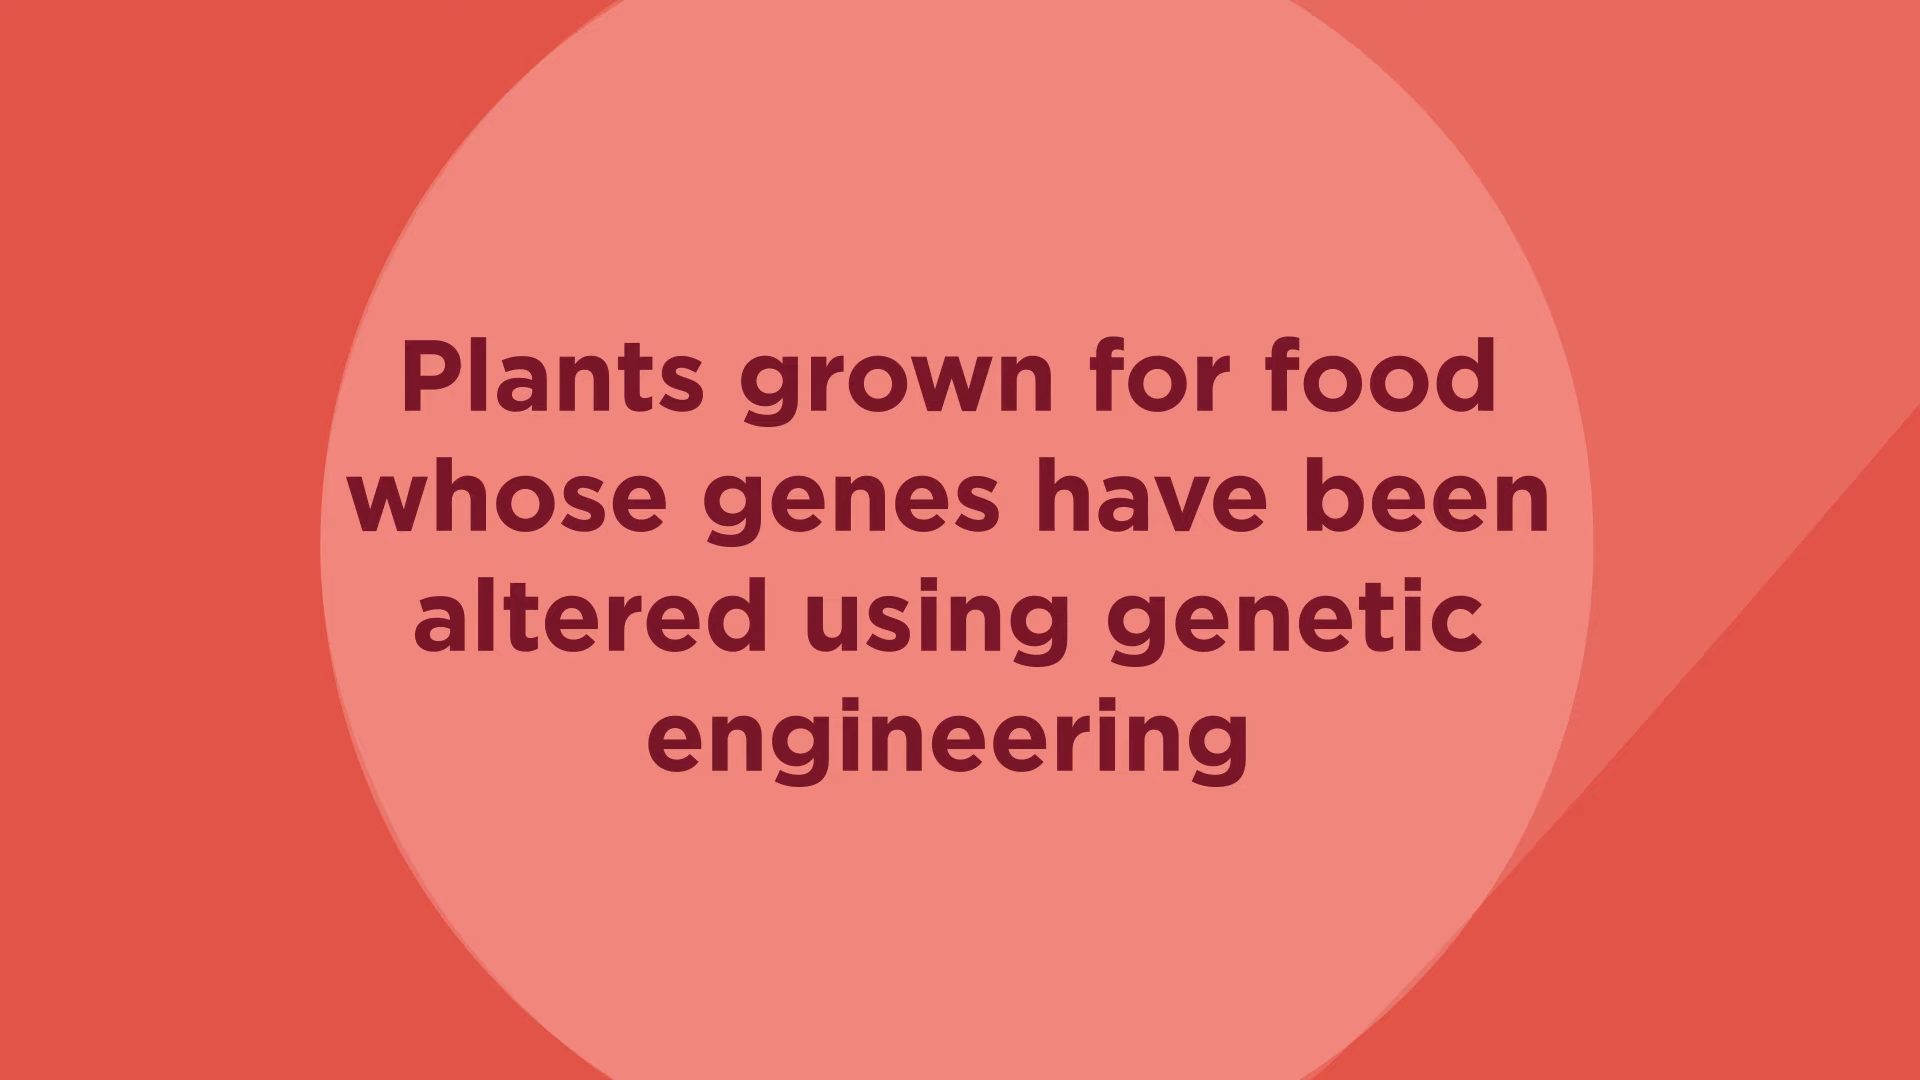 Plants grown for food
whose genes have been
altered using genetic
engineering